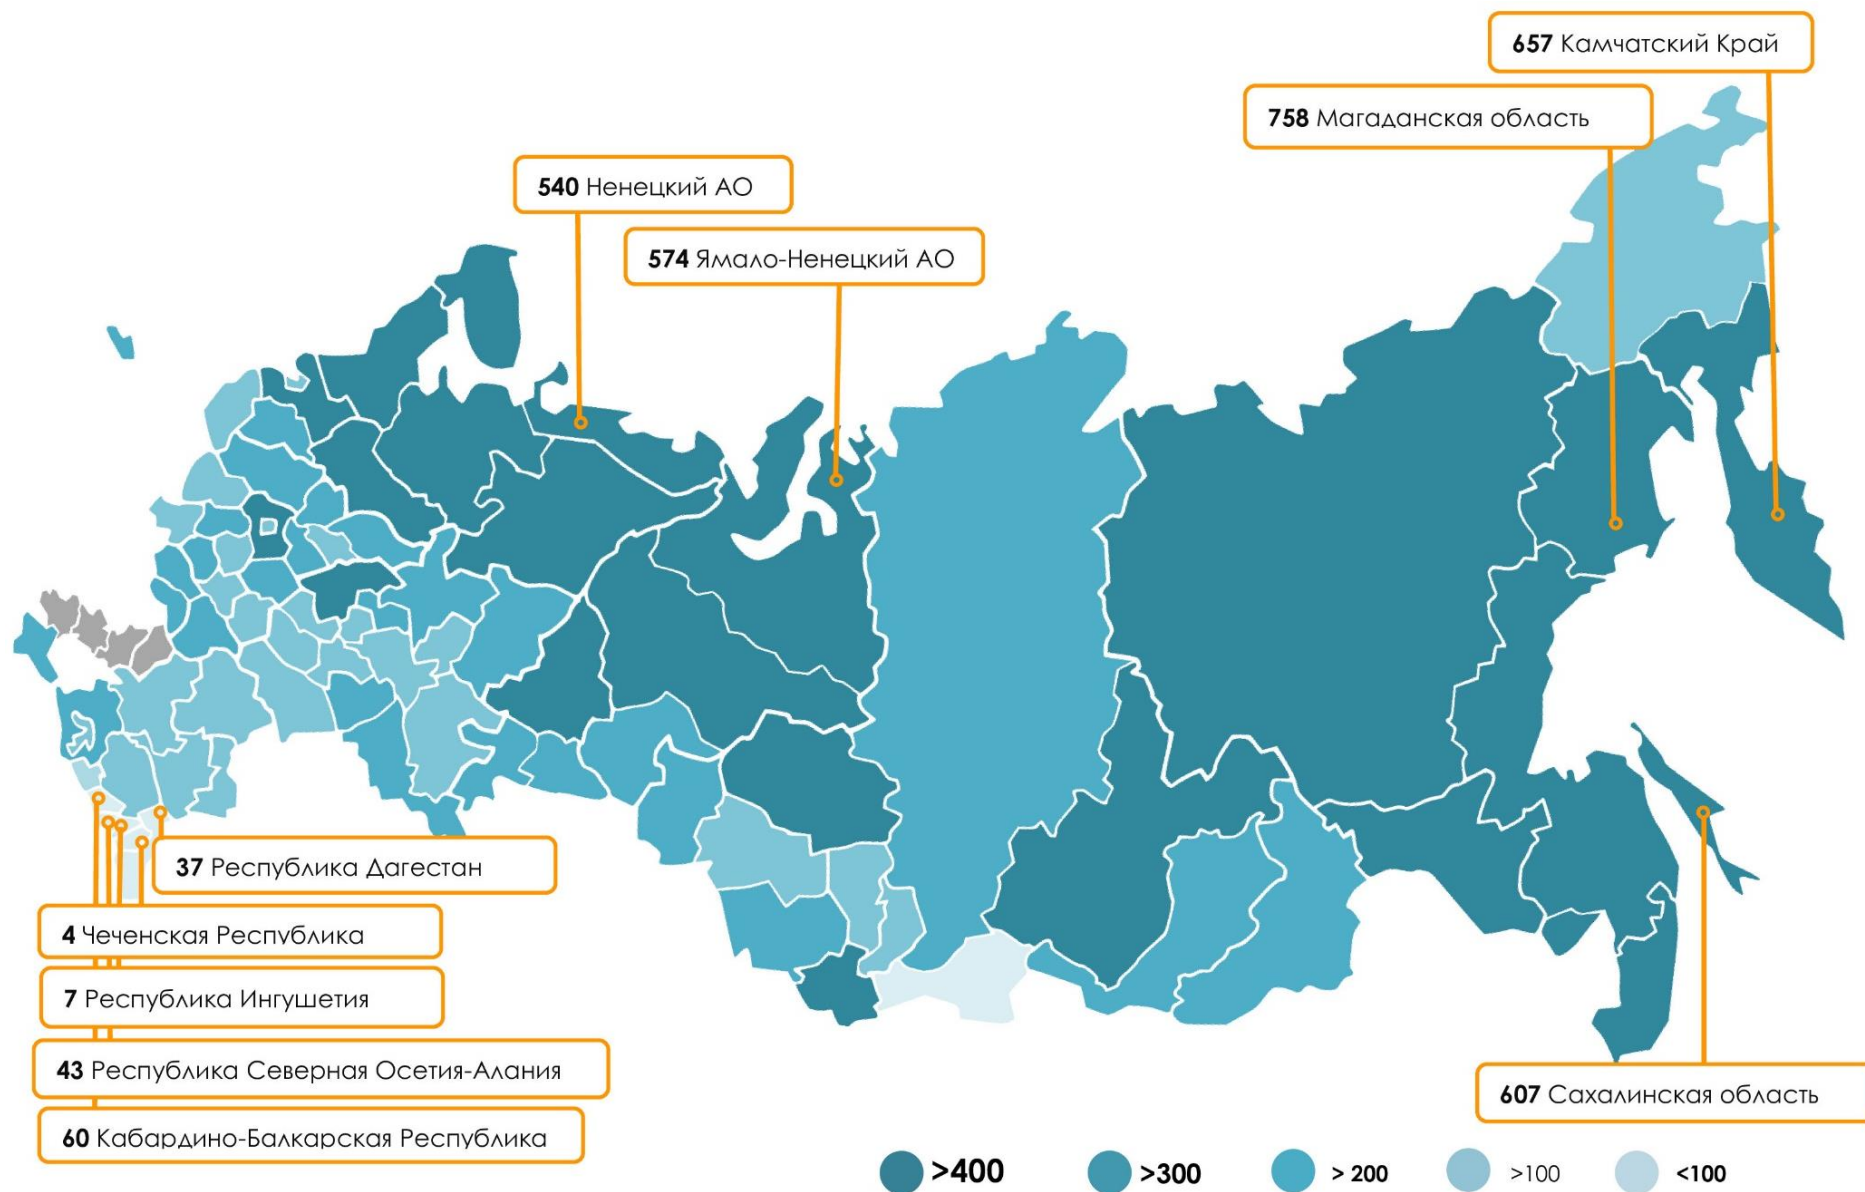 657 Камчатский Край
758 Магаданская область
540 Ненецкий АО
574 Ямало-Ненецкий АО
37 Республика Дагестан
4 Чеченская Республика
7 Республика Ингушетия
43 Республика Северная Осетия-Алания
60 Кабардино-Балкарская Республика
607 Сахалинская область
>400 >300 > 200 >100 <100